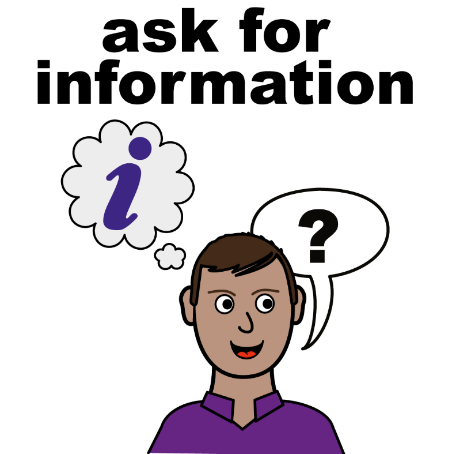 ask for
information
i
?